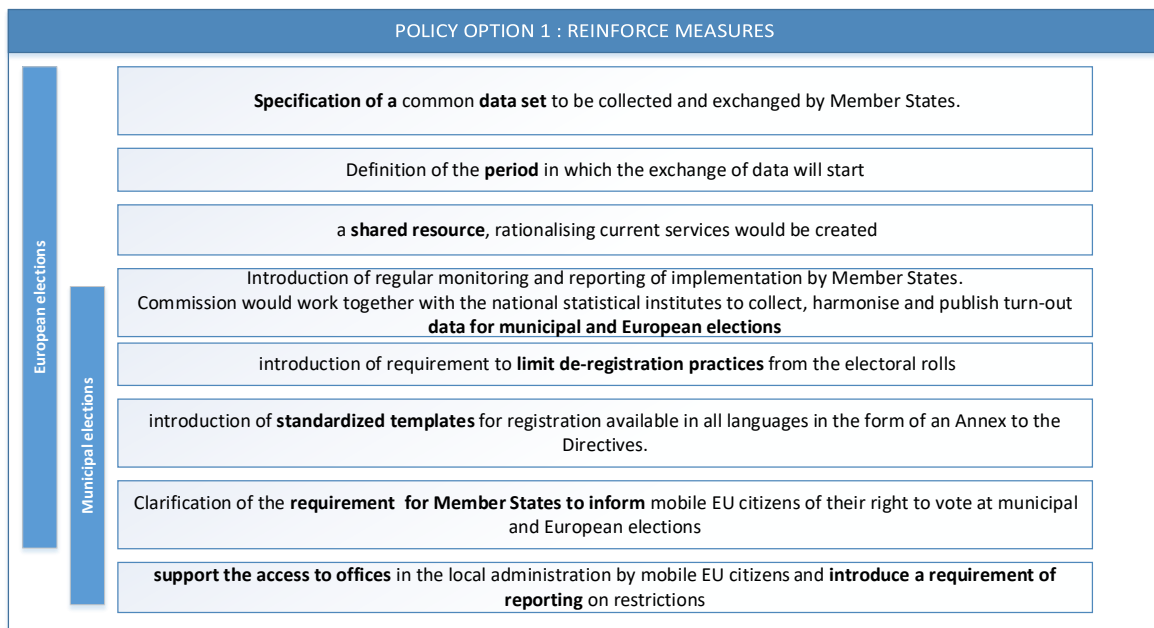 POLICY OPTION 1 : REINFORCE MEASURES
European elections
Municipal elections
Specification of a common data set to be collected and exchanged by Member States.
Definition of the period in which the exchange of data will start
a shared resource, rationalising current services would be created
Introduction of regular monitoring and reporting of implementation by Member States.
Commission would work together with the national statistical institutes to collect, harmonise and publish turn-out
data for municipal and European elections
introduction of requirement to limit de-registration practices from the electoral rolls
introduction of standardized templates for registration available in all languages in the form of an Annex to the
Directives.
Clarification of the requirement  for Member States to inform mobile EU citizens of their right to vote at municipal
and European elections
support the access to offices in the local administration by mobile EU citizens and introduce a requirement of
reporting on restrictions